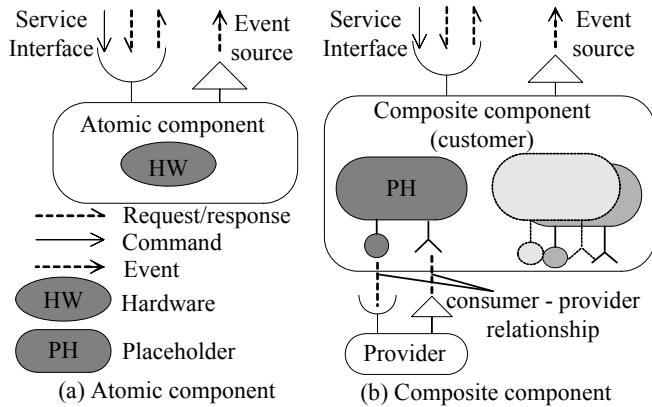 Service
Interface
Event
source
Atomic component
HW
Request/response
Command
Event
HW
Hardware
PH
Placeholder
(a) Atomic component
Service
Interface
Event
source
Composite component
(customer)
PH
consumer - provider
relationship
Provider
(b) Composite component